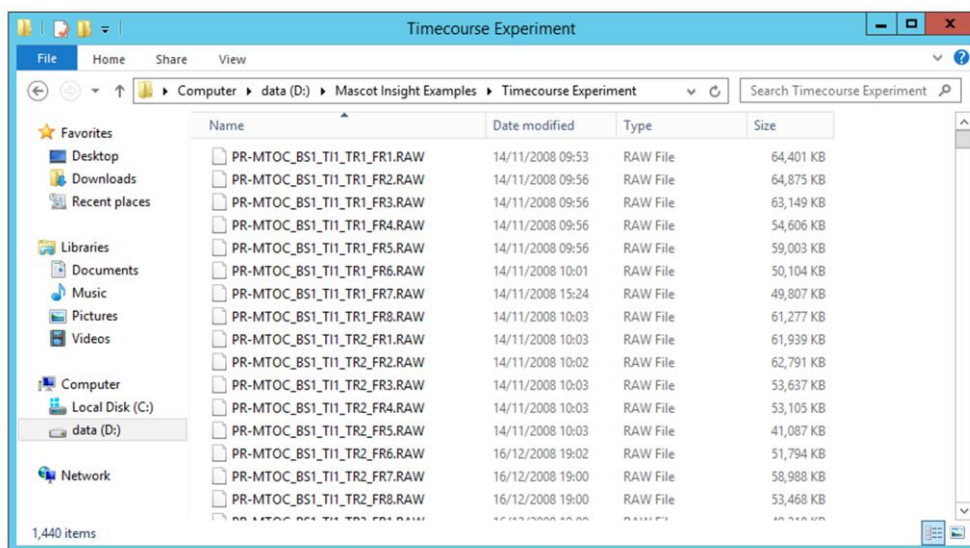 Timecourse Experiment
File Home Share View
Computer data (D:) Mascot Insight Examples Timecourse Experiment Search Timecourse Experiment
Favorites
Desktop
Downloads
Recent places
Libraries
Documents
Music
Pictures
Videos
Computer
Local Disk (C:)
data (D:)
Network
Name Date modified Type Size
PR-MTOC_BS1_TI1_TR1_FR1.RAW 14/11/2008 09:53 RAW File 64,401 KB
PR-MTOC_BS1_TI1_TR1_FR2.RAW 14/11/2008 09:56 RAW File 64,875 KB
PR-MTOC_BS1_TI1_TR1_FR3.RAW 14/11/2008 09:56 RAW File 63,149 KB
PR-MTOC_BS1_TI1_TR1_FR4.RAW 14/11/2008 09:56 RAW File 54,606 KB
PR-MTOC_BS1_TI1_TR1_FR5.RAW 14/11/2008 09:56 RAW File 59,003 KB
PR-MTOC_BS1_TI1_TR1_FR6.RAW 14/11/2008 10:01 RAW File 50,104 KB
PR-MTOC_BS1_TI1_TR1_FR7.RAW 14/11/2008 15:24 RAW File 49,807 KB
PR-MTOC_BS1_TI1_TR1_FR8.RAW 14/11/2008 10:03 RAW File 61,277 KB
PR-MTOC_BS1_TI1_TR2_FR1.RAW 14/11/2008 10:03 RAW File 61,939 KB
PR-MTOC_BS1_TI1_TR2_FR2.RAW 14/11/2008 10:02 RAW File 62,791 KB
PR-MTOC_BS1_TI1_TR2_FR3.RAW 14/11/2008 10:03 RAW File 53,637 KB
PR-MTOC_BS1_TI1_TR2_FR4.RAW 14/11/2008 10:03 RAW File 53,105 KB
PR-MTOC_BS1_TI1_TR2_FR5.RAW 14/11/2008 10:03 RAW File 41,087 KB
PR-MTOC_BS1_TI1_TR2_FR6.RAW 16/12/2008 19:02 RAW File 51,794 KB
PR-MTOC_BS1_TI1_TR2_FR7.RAW 16/12/2008 19:00 RAW File 58,988 KB
PR-MTOC_BS1_TI1_TR2_FR8.RAW 16/12/2008 19:00 RAW File 53,468 KB
1,440 items